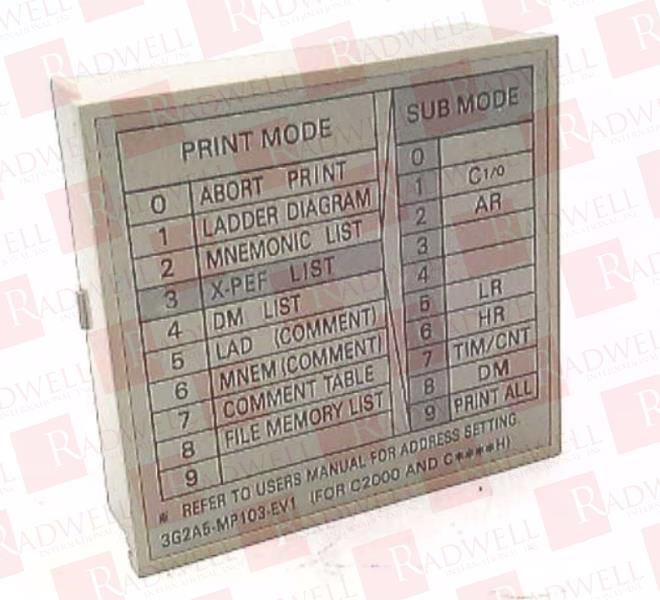 PRINT MODE
0 ABORT PRINT
1 LADDER DIAGRAM
2 MNEMONIC LIST
3 X-PEF LIST
4 DM LIST
5 LAD (COMMENT)
6 MNEM (COMMENT)
7 COMMENT TABLE
8 FILE MEMORY LIST
9
SUB MODE
0
1 C I/O
2 AR
3
4
5 LR
6 HR
7 TIM/CNT
8 DM
9 PRINT ALL
* REFER TO USERS MANUAL FOR ADDRESS SETTING.
3G2A5-MP103-EV1 (FOR C2000 AND C****H)
RADWELL
INTERNATIONAL, INC.